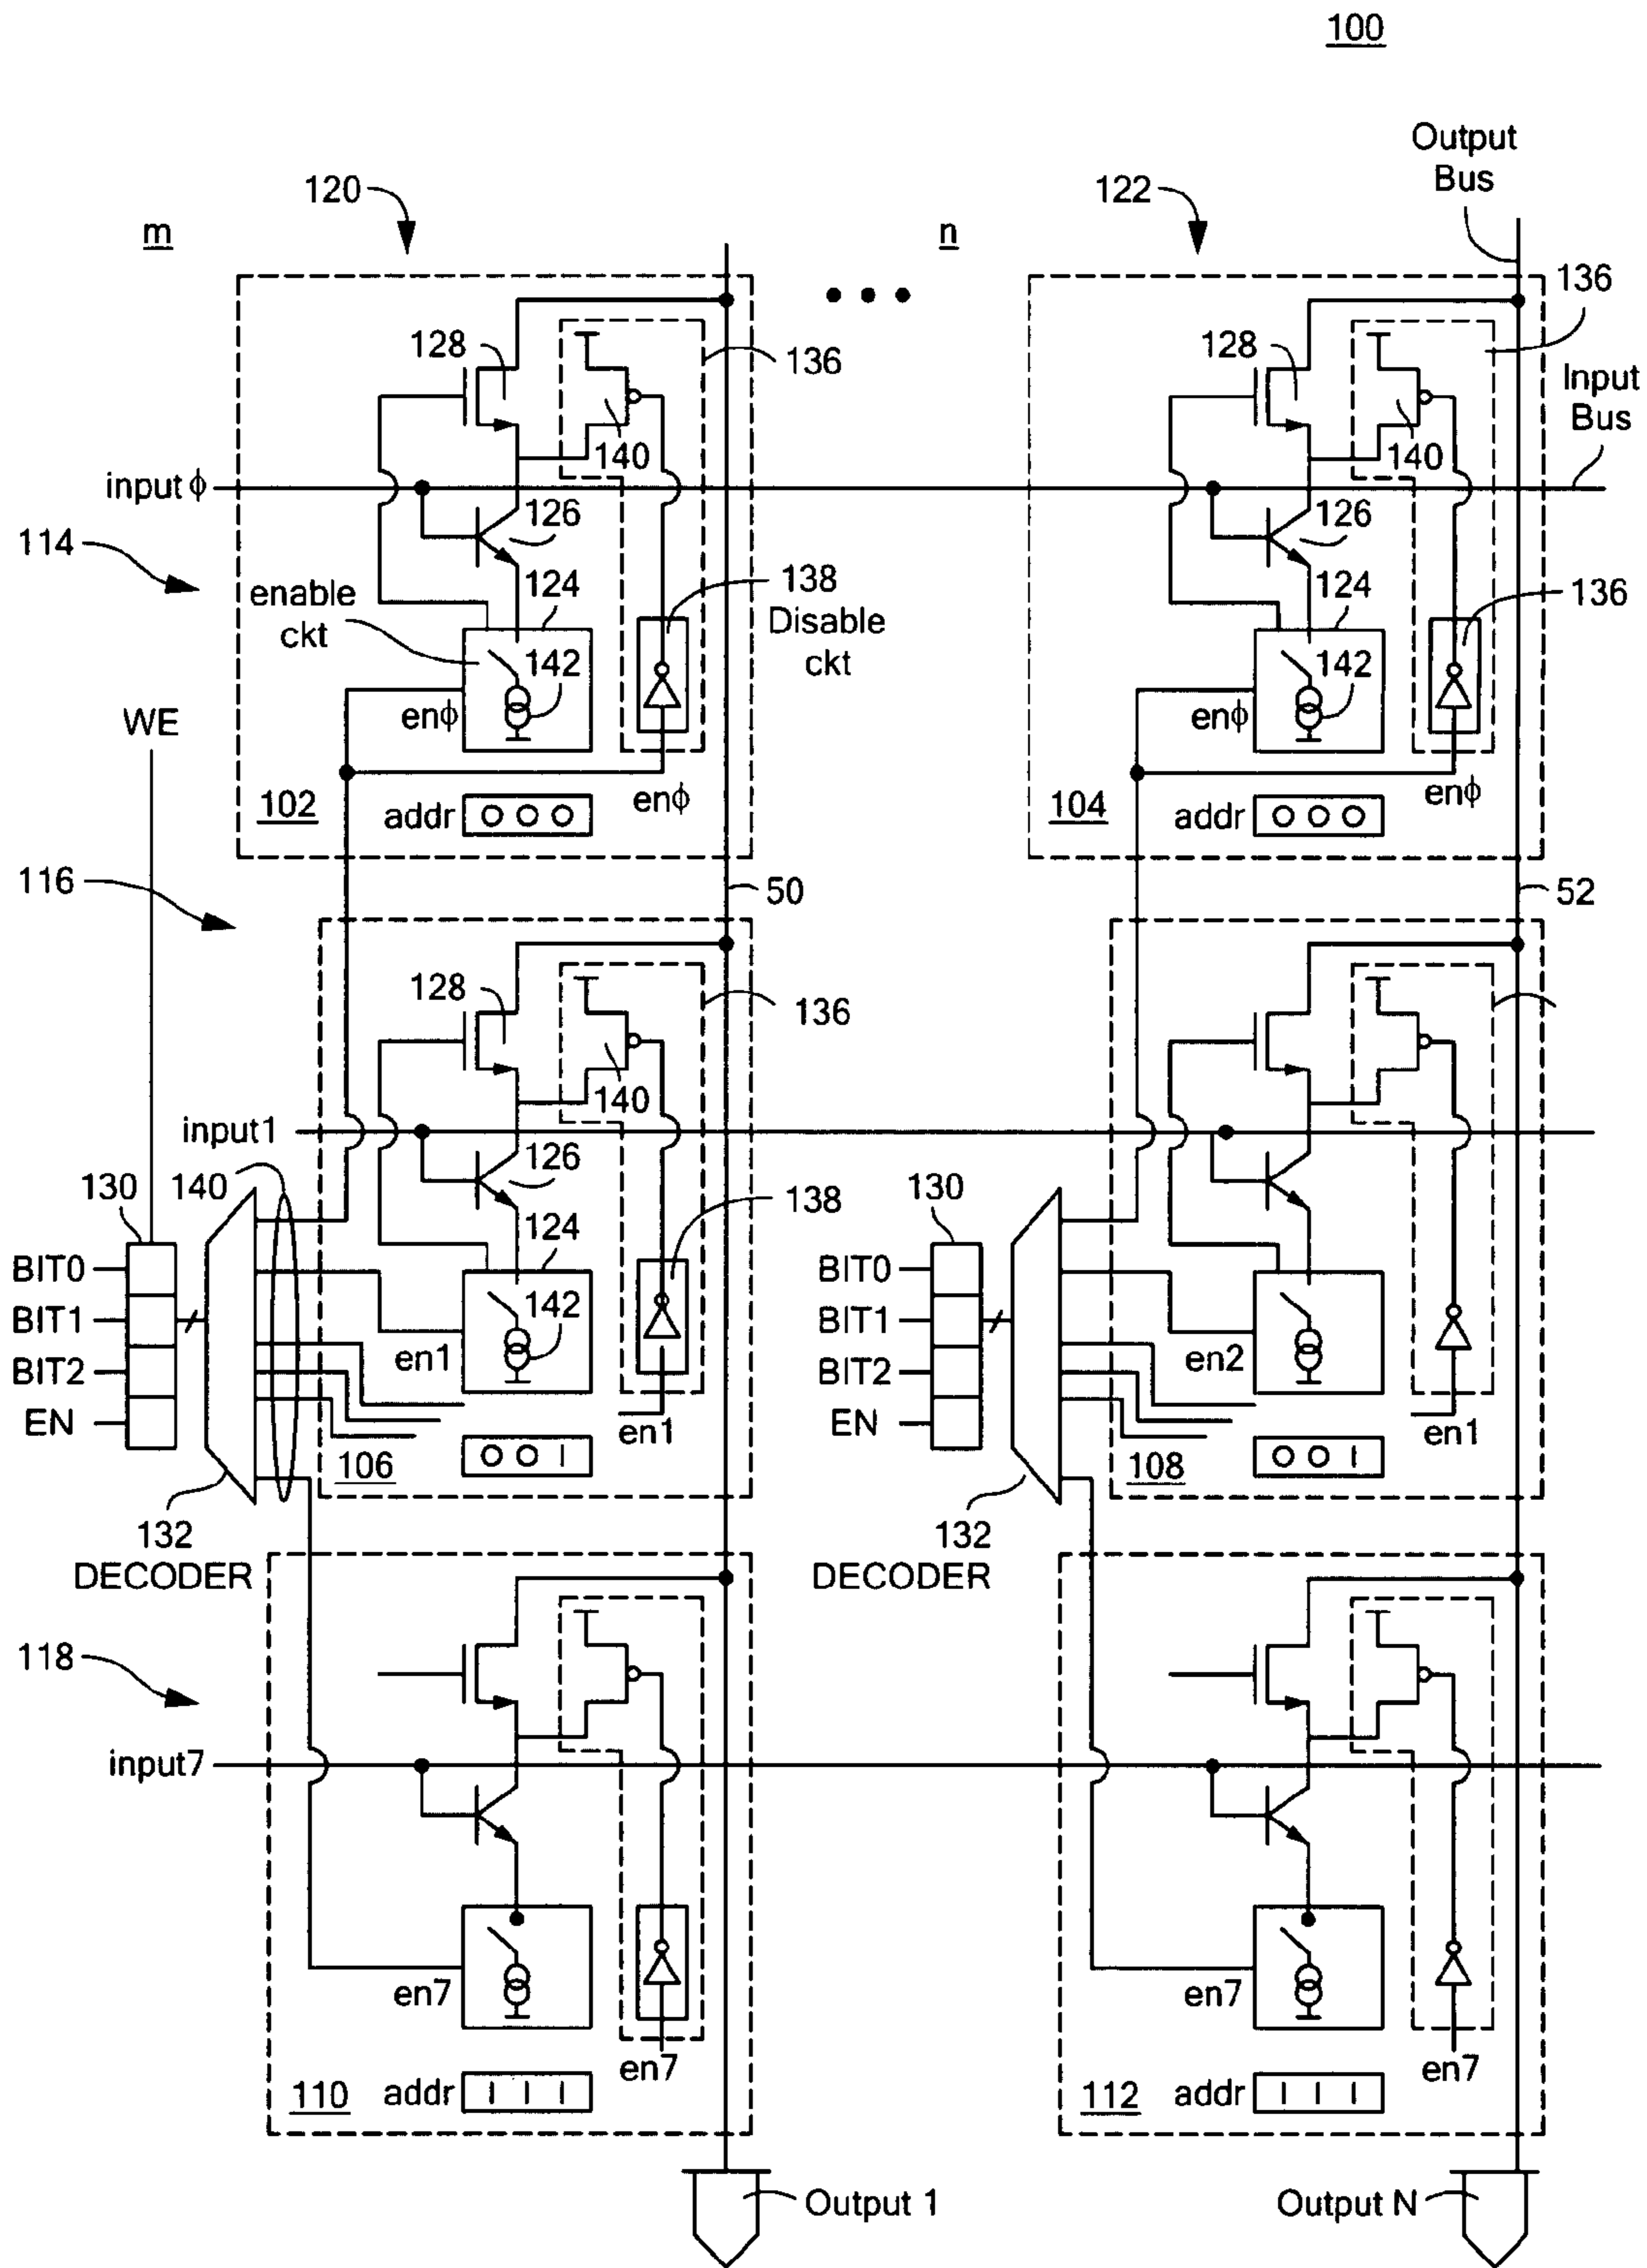 100
Output
Bus
120
122
m
n
136
128
136
128
Input
Bus
140
140
inputϕ
126
126
114
124
138
124
136
enable
ckt
Disable
ckt
142
142
enϕ
enϕ
WE
enϕ
enϕ
102
addr
0 0 0
104
addr
0 0 0
116
50
52
128
136
140
input1
126
130
140
138
130
124
BIT0
BIT0
142
BIT1
BIT1
en1
en2
BIT2
BIT2
EN
en1
EN
en1
106
0 0 1
108
0 0 1
132
DECODER
132
DECODER
118
input7
en7
en7
en7
en7
110
addr
1 1 1
112
addr
1 1 1
Output 1
Output N